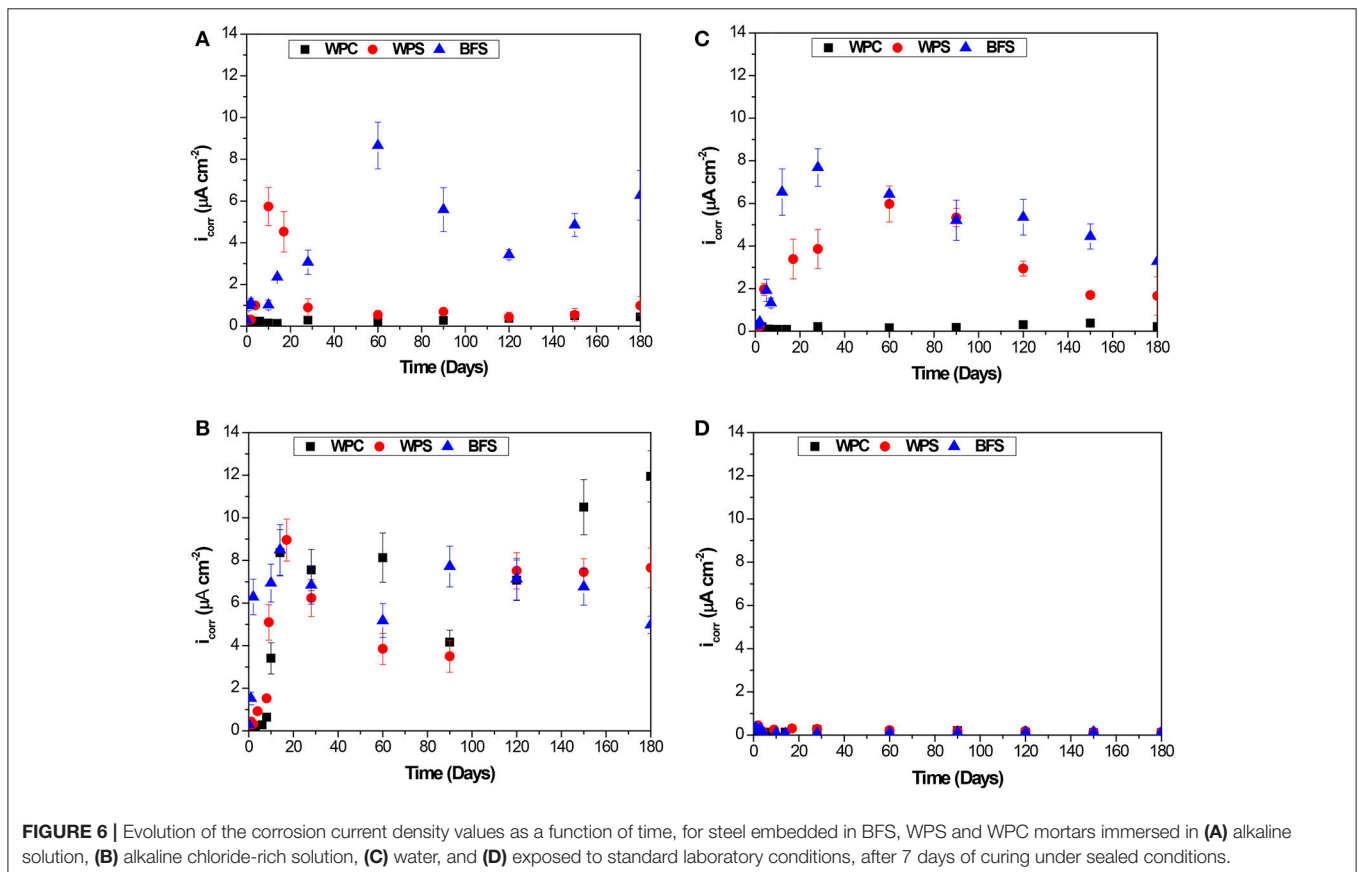 A
WPC WPS BFS
14
12
10
8
6
4
2
0
i_corr (µA cm⁻²)
0 20 40 60 80 100 120 140 160 180
Time (Days)
C
WPC WPS BFS
14
12
10
8
6
4
2
0
i_corr (µA cm⁻²)
0 20 40 60 80 100 120 140 160 180
Time (Days)
B
WPC WPS BFS
14
12
10
8
6
4
2
0
i_corr (µA cm⁻²)
0 20 40 60 80 100 120 140 160 180
Time (Days)
D
WPC WPS BFS
14
12
10
8
6
4
2
0
i_corr (µA cm⁻²)
0 20 40 60 80 100 120 140 160 180
Time (Days)
FIGURE 6 | Evolution of the corrosion current density values as a function of time, for steel embedded in BFS, WPS and WPC mortars immersed in (A) alkaline
solution, (B) alkaline chloride-rich solution, (C) water, and (D) exposed to standard laboratory conditions, after 7 days of curing under sealed conditions.